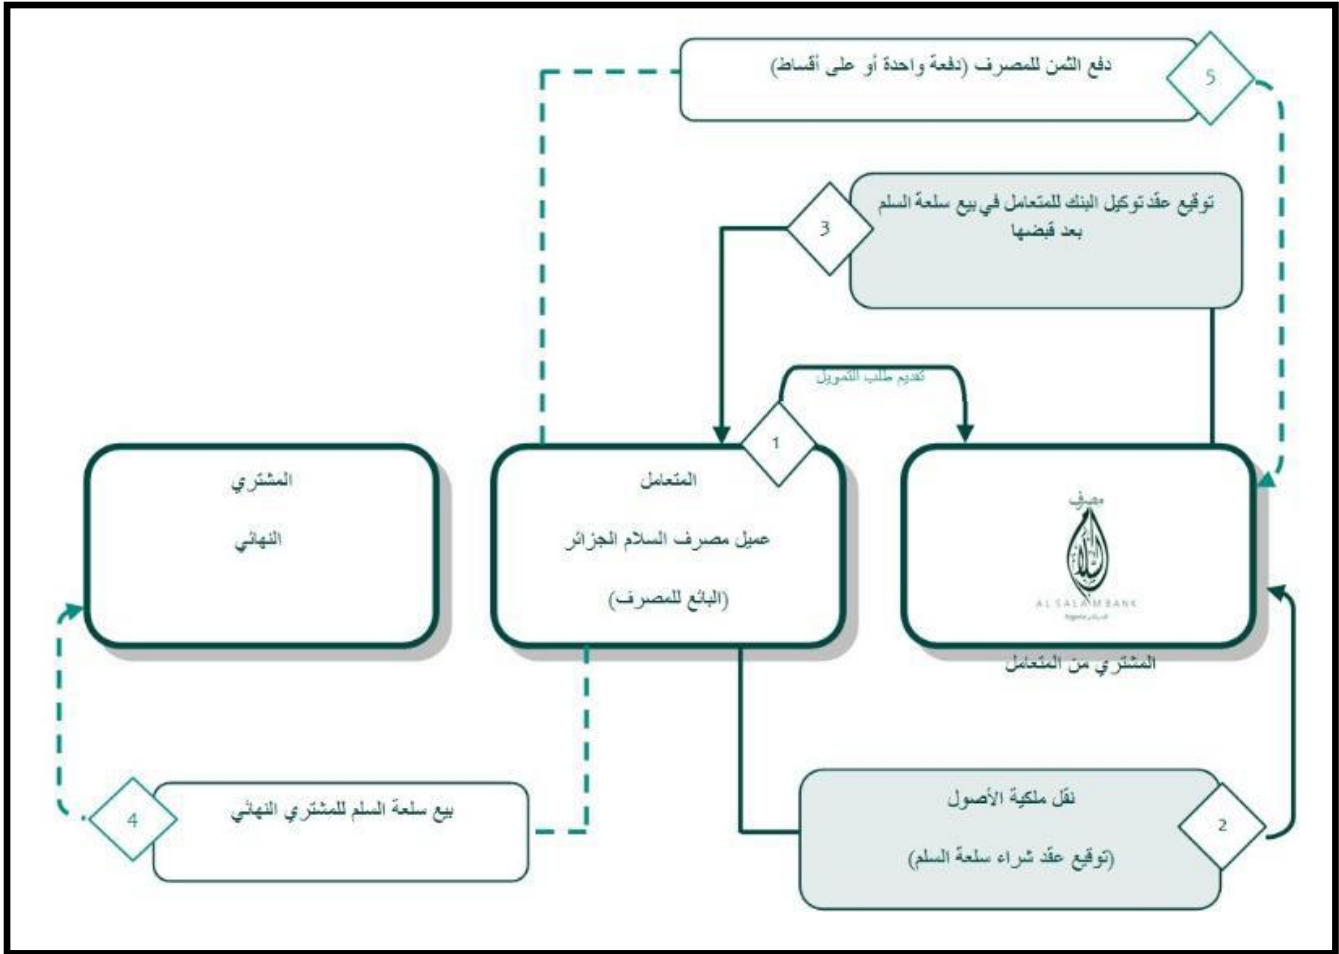 دفع الثمن للمصرف (دفعة واحدة أو على أقساط)
5
توقيع عقد توكيل البنك للمتعامل في بيع سلعة السلم
بعد قبضها
3
تقديم طلب التمويل
1
المشتري
النهائي
المتعامل
عميل مصرف السلام الجزائر
(البائع للمصرف)
مصرف
السلام
AL SALAM BANK
المشتري من المتعامل
بيع سلعة السلم للمشتري النهائي
4
نقل ملكية الأصول
(توقيع عقد شراء سلعة السلم)
2